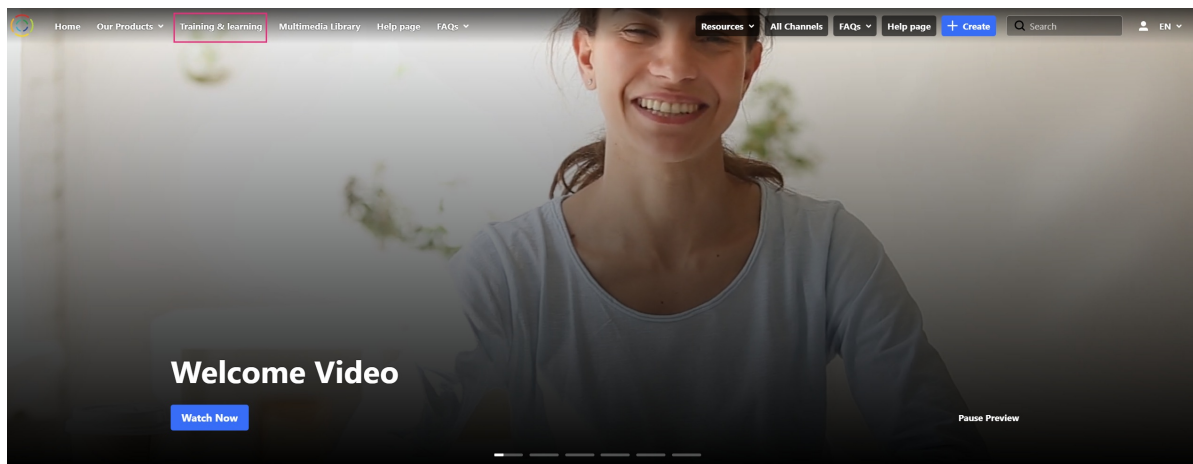 Home Our Products Training & learning Multimedia Library Help page FAQs Resources All Channels FAQs Help page + Create Search EN
Welcome Video
Watch Now
Pause Preview